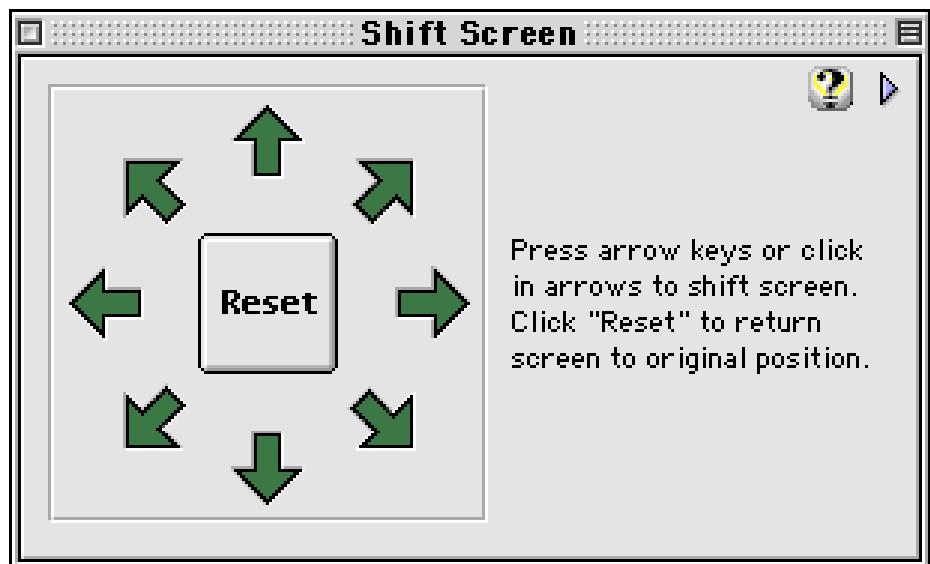 Shift Screen
Reset
Press arrow keys or click
in arrows to shift screen.
Click "Reset" to return
screen to original position.